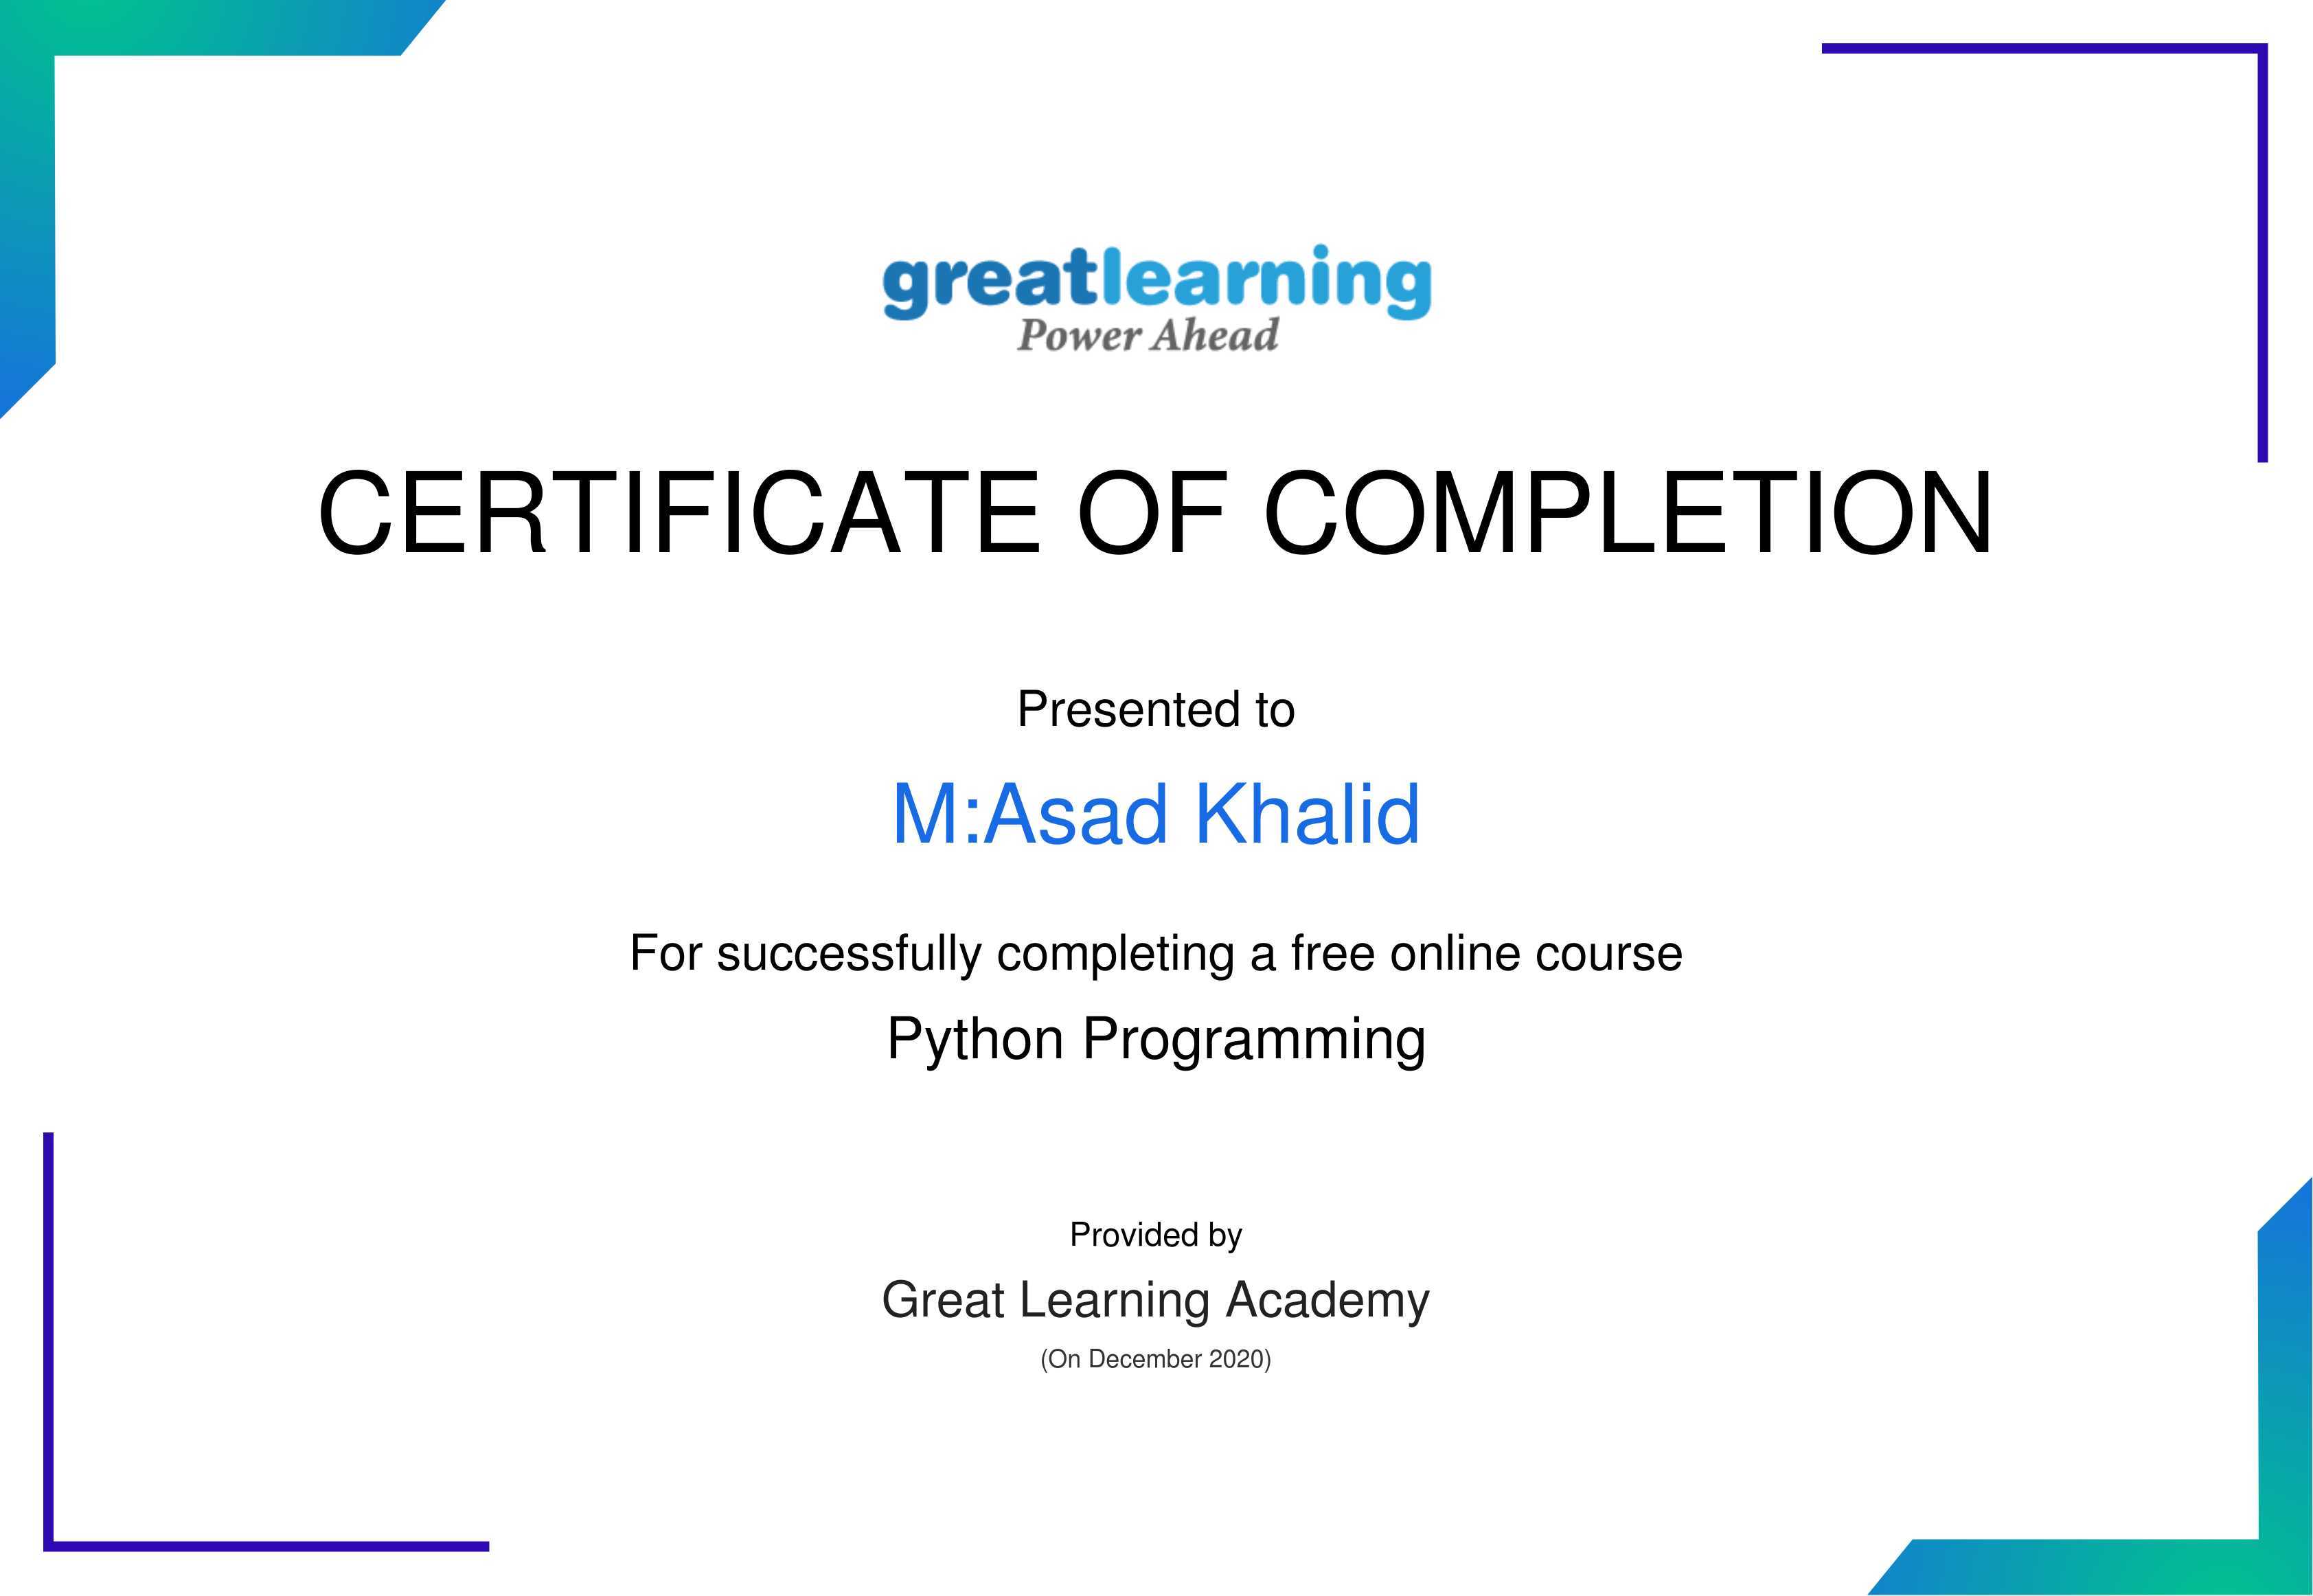 greatlearning
Power Ahead
CERTIFICATE OF COMPLETION
Presented to
M:Asad Khalid
For successfully completing a free online course
Python Programming
Provided by
Great Learning Academy
(On December 2020)